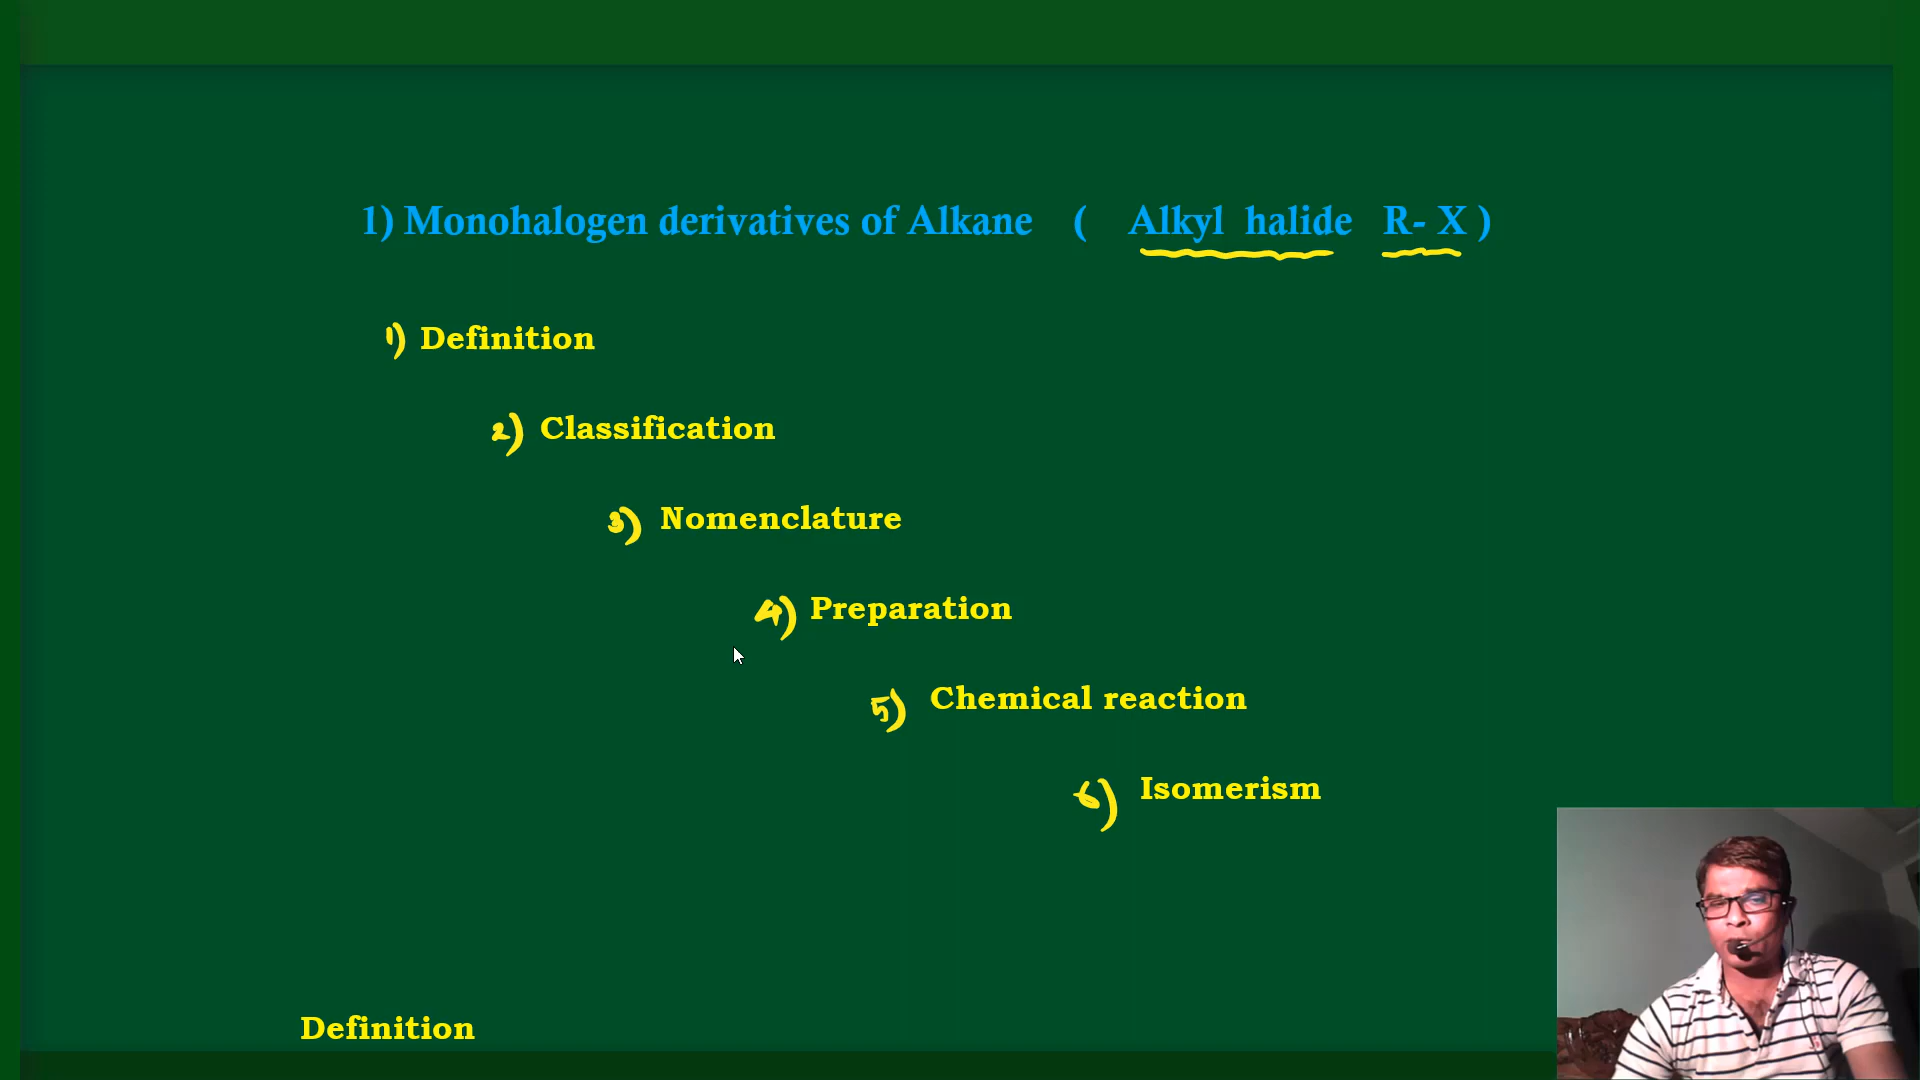 1) Monohalogen derivatives of Alkane ( Alkyl halide R- X )
1) Definition
2) Classification
3) Nomenclature
4) Preparation
5) Chemical reaction
6) Isomerism
Definition